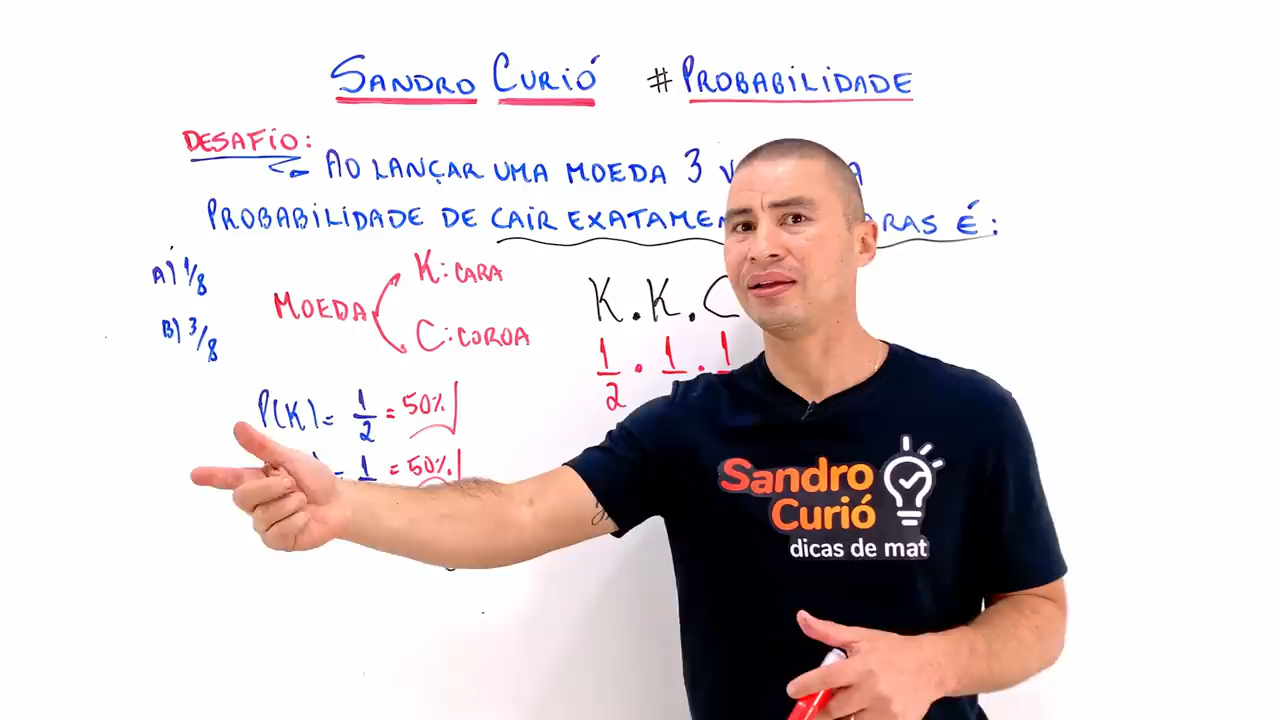 SANDRO CURIÓ #PROBABILIDADE
DESAFIO:
AO LANÇAR UMA MOEDA 3
PROBABILIDADE DE CAIR EXATAMEN ARAS É:
A) 1/8
B) 3/8
MOEDA
K: CARA
C: COROA
K . K . C
1/2 . 1 . 1
P(K) = 1/2 = 50%
1 = 50%
Sandro
Curió
dicas de mat